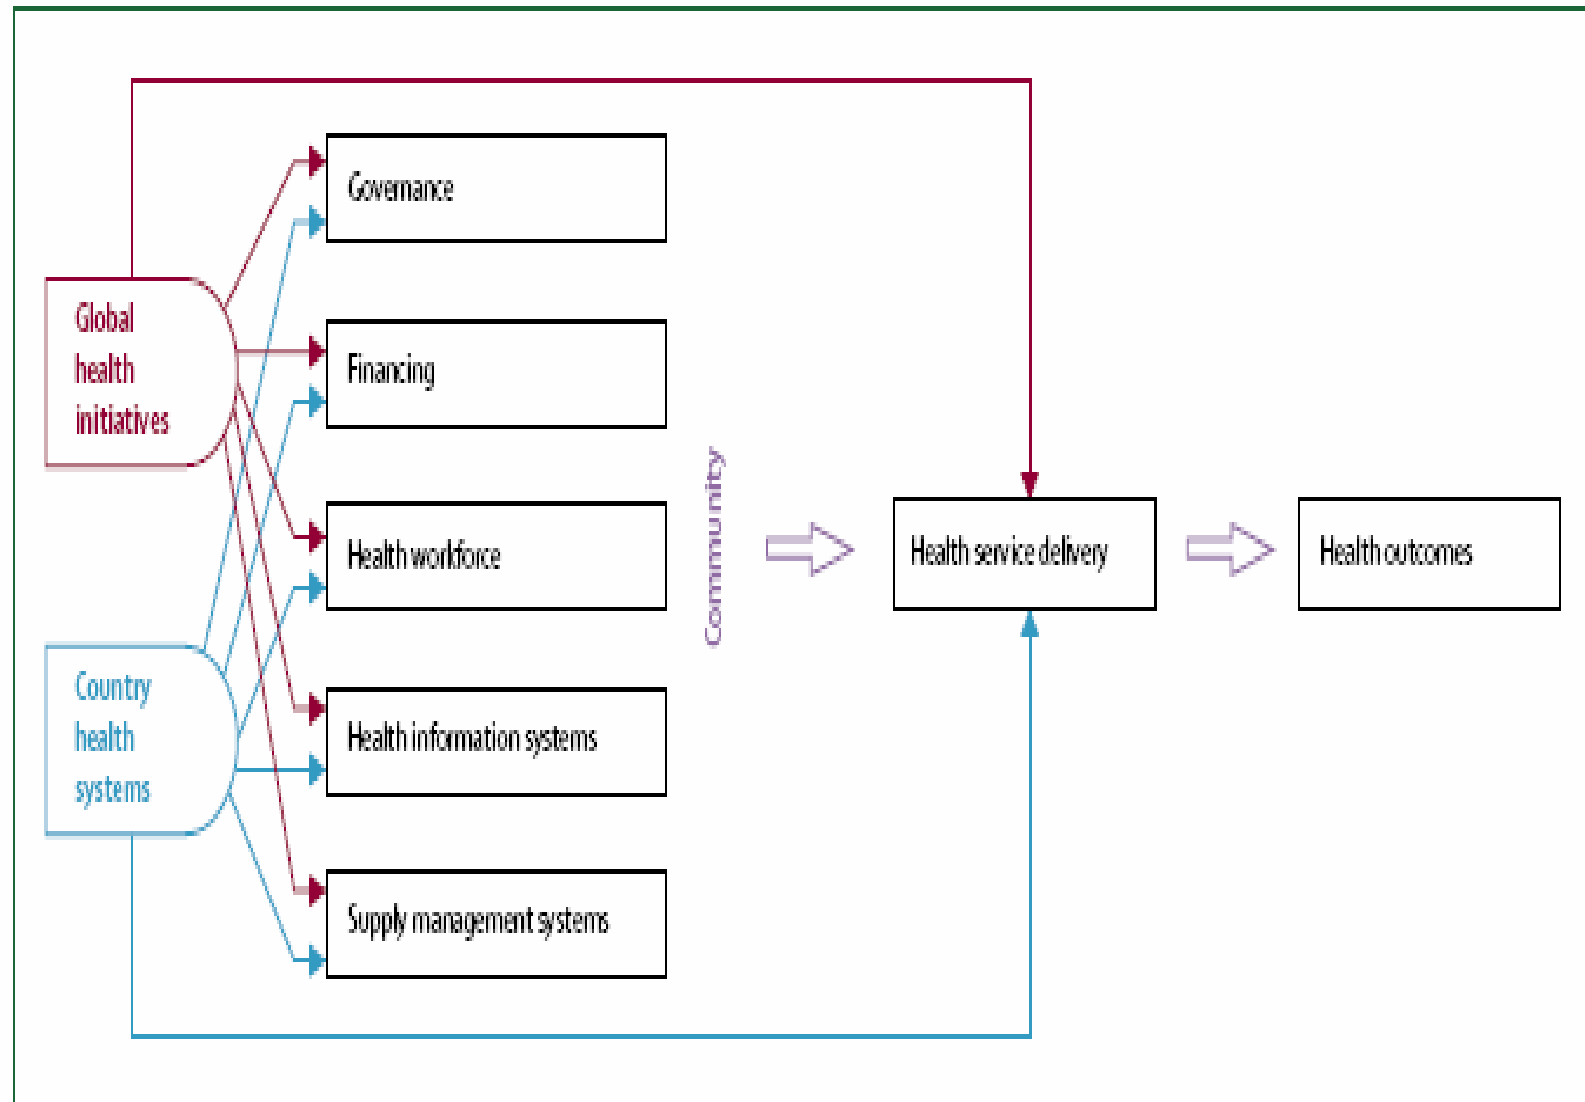 Global
health
initiatives
Country
health
systems
Governance
Financing
Health workforce
Health information systems
Supply management systems
Community
Health service delivery
Health outcomes